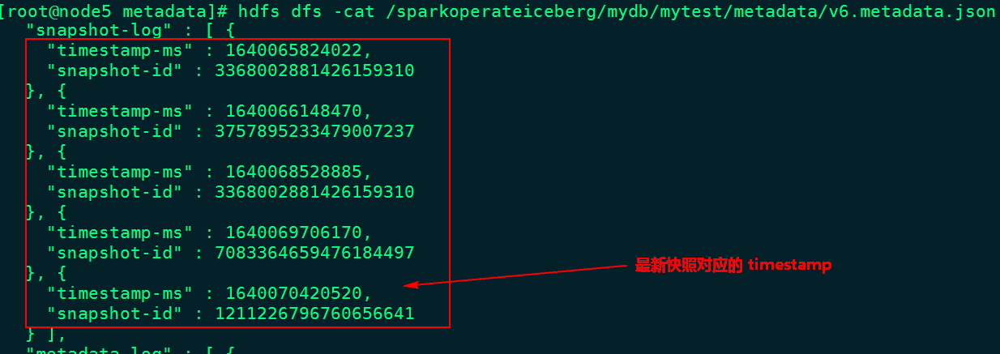 [root@node5 metadata]# hdfs dfs -cat /sparkoperateiceberg/mydb/mytest/metadata/v6.metadata.json
"snapshot-log" : [ {
"timestamp-ms" : 1640065824022,
"snapshot-id" : 3368002881426159310
}, {
"timestamp-ms" : 1640066148470,
"snapshot-id" : 3757895233479007237
}, {
"timestamp-ms" : 1640068528885,
"snapshot-id" : 3368002881426159310
}, {
"timestamp-ms" : 1640069706170,
"snapshot-id" : 7083364659476184497
}, {
"timestamp-ms" : 1640070420520,
"snapshot-id" : 1211226796760656641
} ],
"metadata-log" : [ {
最新快照对应的 timestamp